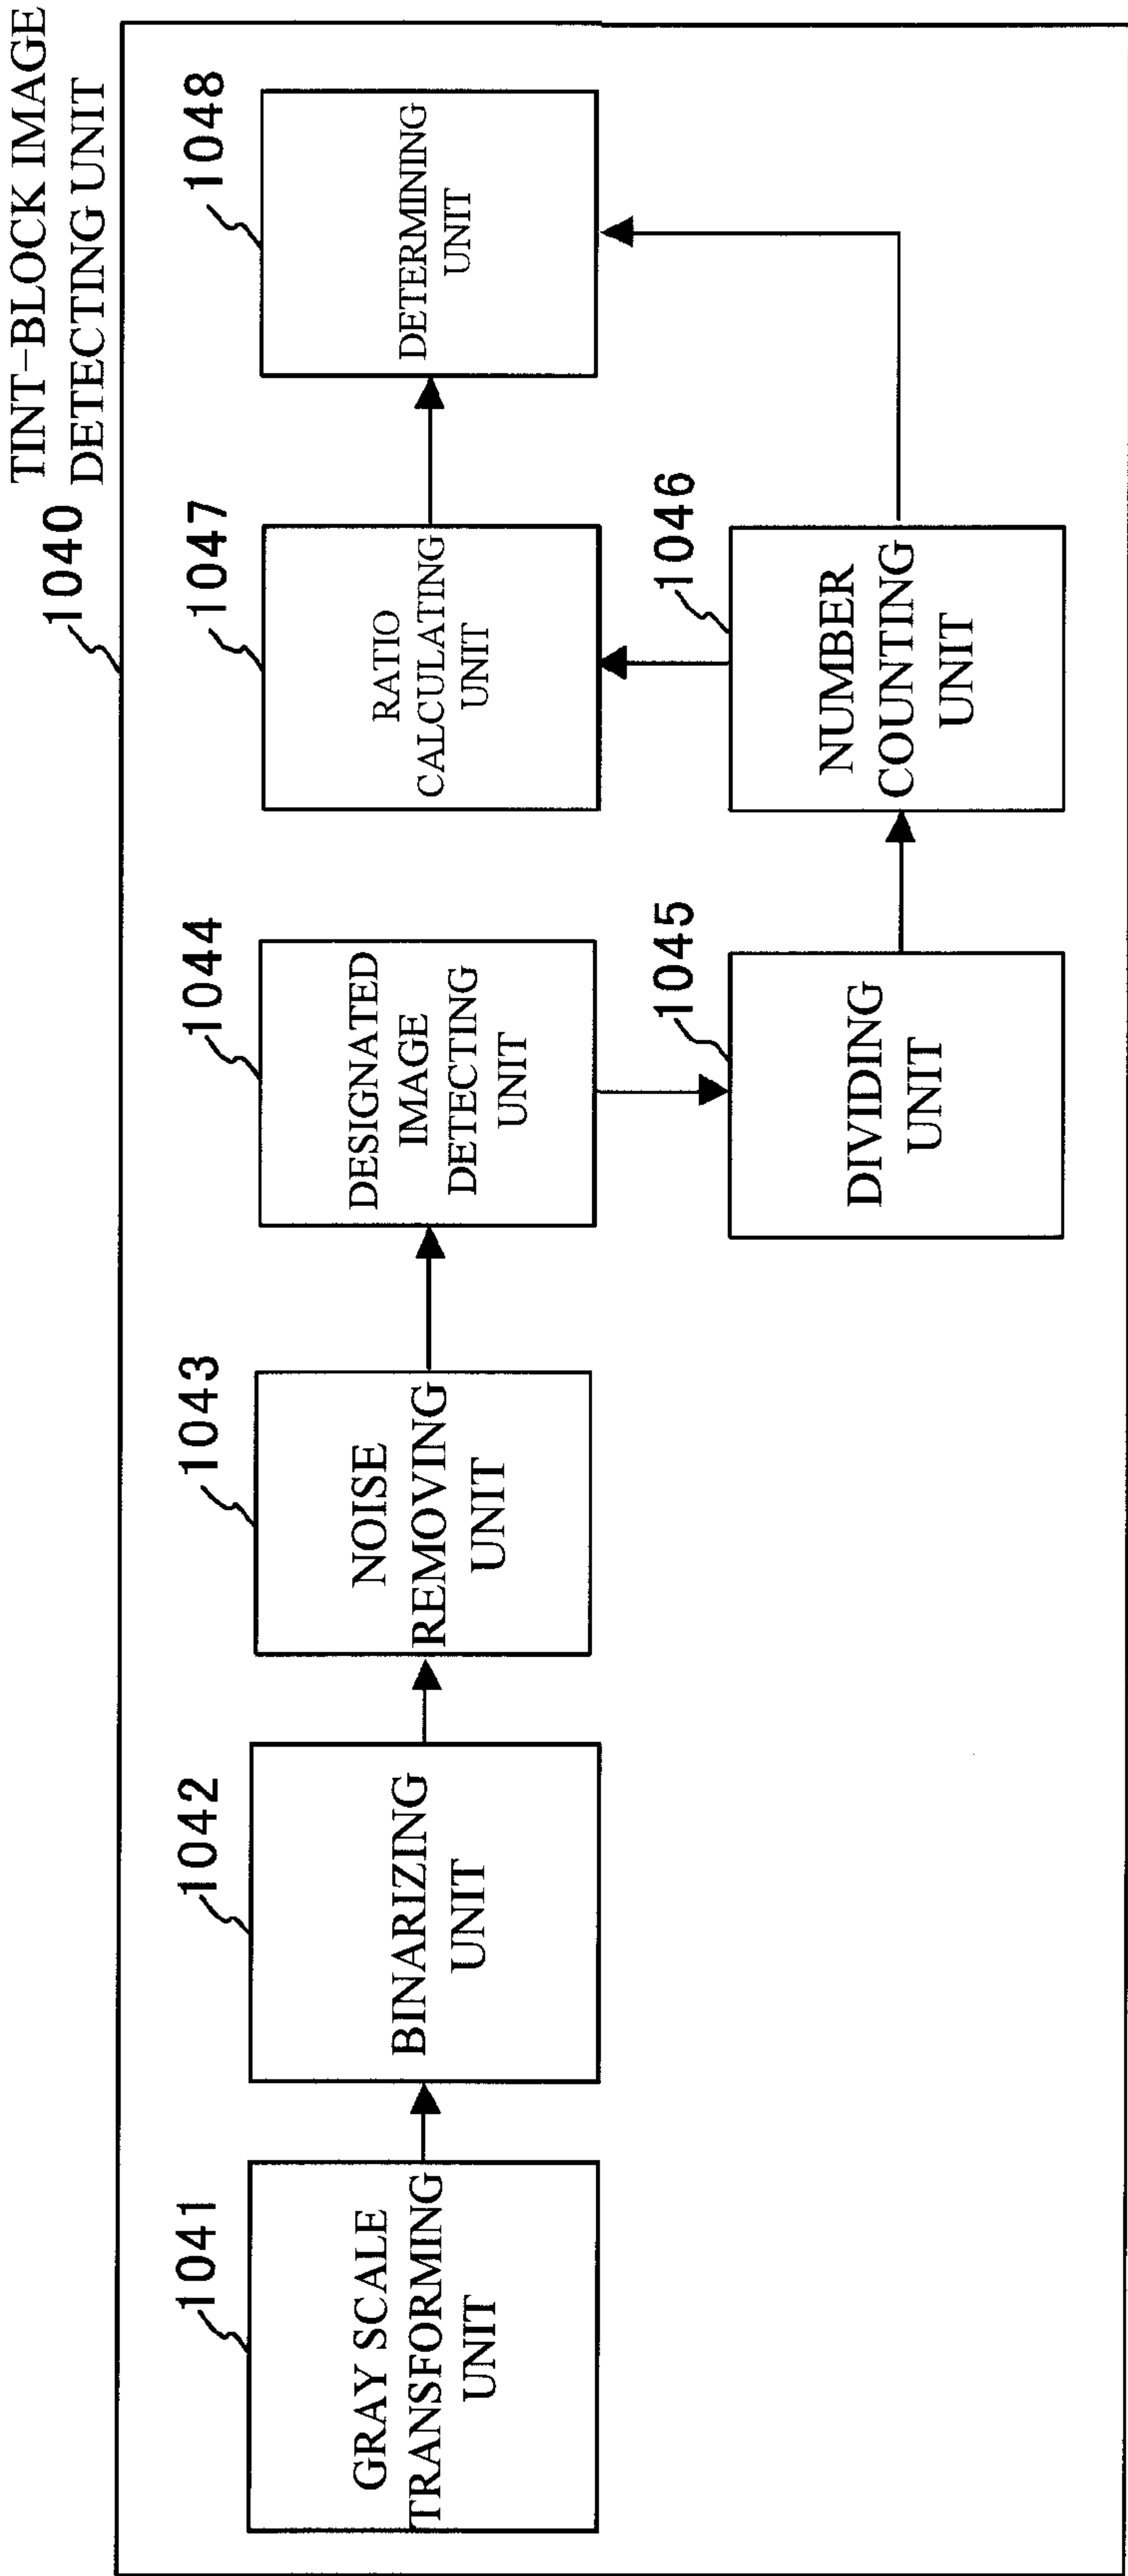 TINT-BLOCK IMAGE
DETECTING UNIT
1040
1041
GRAY SCALE
TRANSFORMING
UNIT
1042
BINARIZING
UNIT
1043
NOISE
REMOVING
UNIT
1044
DESIGNATED
IMAGE
DETECTING
UNIT
1045
DIVIDING
UNIT
1046
NUMBER
COUNTING
UNIT
1047
RATIO
CALCULATING
UNIT
1048
DETERMINING
UNIT